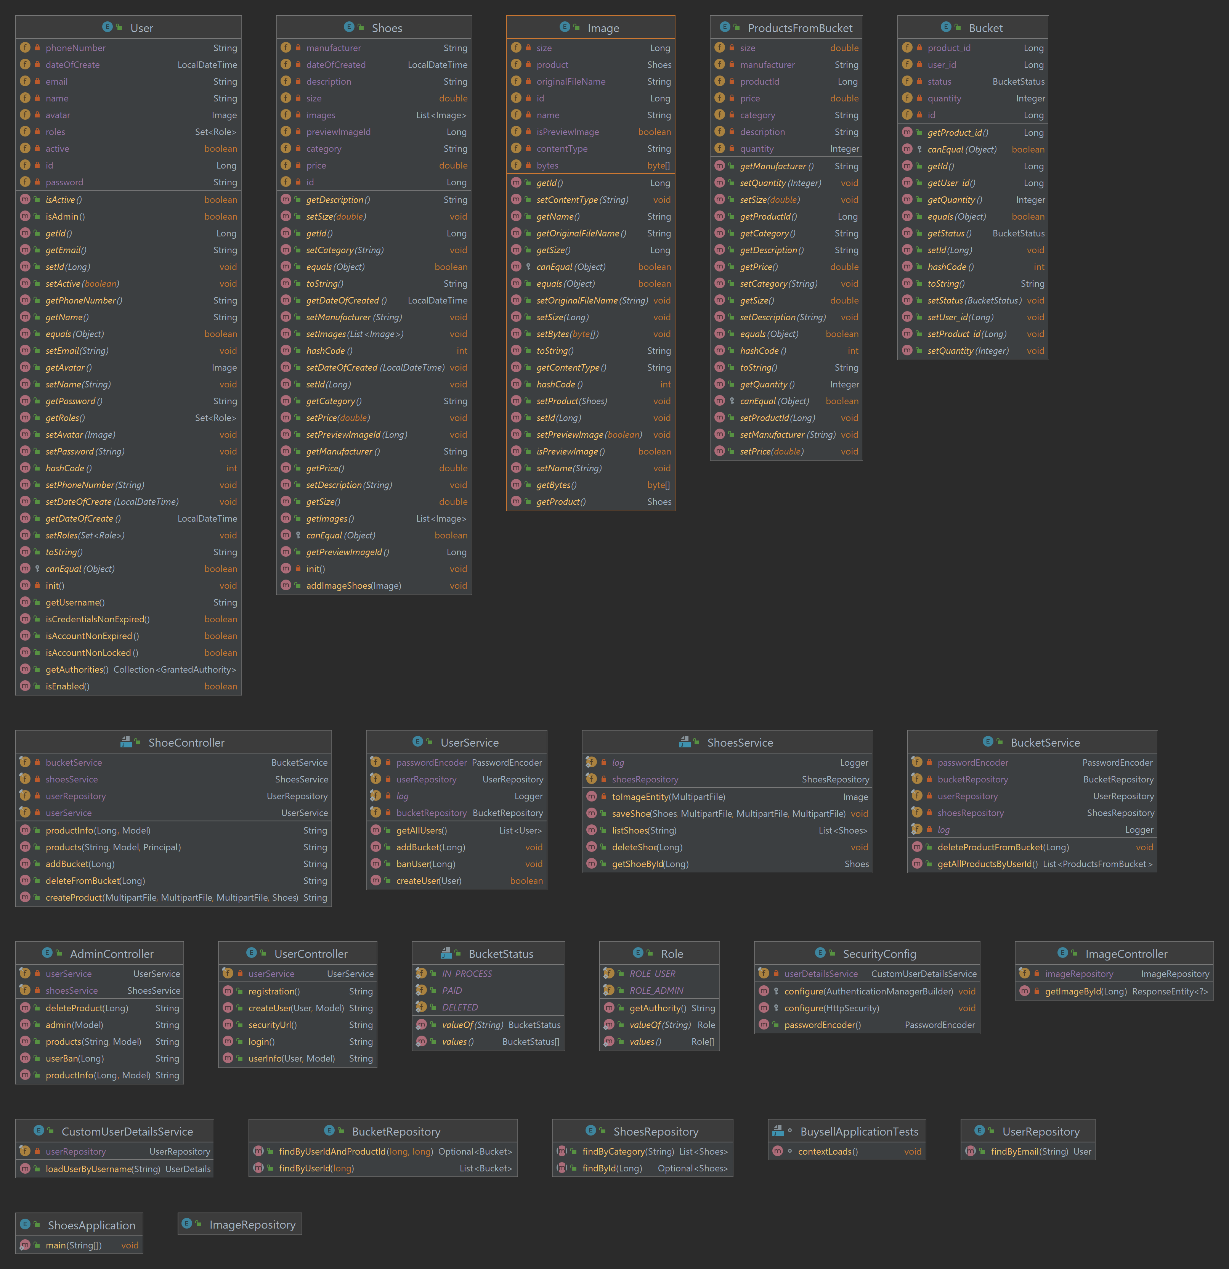 User
phoneNumber String
dateOfCreate LocalDateTime
email String
name String
avatar Image
roles Set<Role>
active boolean
id Long
password String
isActive() boolean
isAdmin() boolean
getId() Long
getEmail() String
setId(Long) void
setActive(boolean) void
getPhoneNumber() String
getName() String
equals(Object) boolean
setEmail(String) void
getAvatar() Image
setName(String) void
getPassword() String
getRoles() Set<Role>
setAvatar(Image) void
setPassword(String) void
hashCode() int
setPhoneNumber(String) void
setDateOfCreate(LocalDateTime) void
getDateOfCreate() LocalDateTime
setRoles(Set<Role>) void
toString() String
canEqual(Object) boolean
init() void
getUsername() String
isCredentialsNonExpired() boolean
isAccountNonExpired() boolean
isAccountNonLocked() boolean
getAuthorities() Collection<GrantedAuthority>
isEnabled() boolean
Shoes
manufacturer String
dateOfCreated LocalDateTime
description String
size double
images List<Image>
previewImageId Long
category String
price double
id Long
getDescription() String
setSize(double) void
getId() Long
setCategory(String) void
equals(Object) boolean
toString() String
getDateOfCreated() LocalDateTime
setManufacturer(String) void
setImages(List<Image>) void
hashCode() int
setDateOfCreated(LocalDateTime) void
setId(Long) void
getCategory() String
setPrice(double) void
setPreviewImageId(Long) void
getManufacturer() String
getPrice() double
setDescription(String) void
getSize() double
getImages() List<Image>
canEqual(Object) boolean
getPreviewImageId() Long
init() void
addImageShoes(Image) void
Image
size Long
product Shoes
originalFileName String
id Long
name String
isPreviewImage boolean
contentType String
bytes byte[]
getId() Long
setContentType(String) void
getName() String
getOriginalFileName() String
getSize() Long
canEqual(Object) boolean
equals(Object) boolean
setOriginalFileName(String) void
setSize(Long) void
setBytes(byte[]) void
toString() String
getContentType() String
hashCode() int
setProduct(Shoes) void
setId(Long) void
setPreviewImage(boolean) void
isPreviewImage() boolean
setName(String) void
getBytes() byte[]
getProduct() Shoes
ProductsFromBucket
size double
manufacturer String
productId Long
price double
category String
description String
quantity Integer
getManufacturer() String
setQuantity(Integer) void
setSize(double) void
getProductId() Long
getCategory() String
getDescription() String
getPrice() double
setCategory(String) void
getSize() double
setDescription(String) void
equals(Object) boolean
hashCode() int
toString() String
getQuantity() Integer
canEqual(Object) boolean
setProductId(Long) void
setManufacturer(String) void
setPrice(double) void
Bucket
product_id Long
user_id Long
status BucketStatus
quantity Integer
id Long
getProduct_id() Long
canEqual(Object) boolean
getId() Long
getUser_id() Long
getQuantity() Integer
equals(Object) boolean
getStatus() BucketStatus
setId(Long) void
hashCode() int
toString() String
setStatus(BucketStatus) void
setUser_id(Long) void
setProduct_id(Long) void
setQuantity(Integer) void
ShoeController
bucketService BucketService
shoesService ShoesService
userRepository UserRepository
userService UserService
productInfo(Long, Model) String
products(String, Model, Principal) String
addBucket(Long) String
deleteFromBucket(Long) String
createProduct(MultipartFile, MultipartFile, MultipartFile, Shoes) String
UserService
passwordEncoder PasswordEncoder
userRepository UserRepository
log Logger
bucketRepository BucketRepository
getAllUsers() List<User>
addBucket(Long) void
banUser(Long) void
createUser(User) boolean
ShoesService
log Logger
shoesRepository ShoesRepository
toImageEntity(MultipartFile) Image
saveShoe(Shoes, MultipartFile, MultipartFile, MultipartFile) void
listShoes(String) List<Shoes>
deleteShoe(Long) void
getShoeById(Long) Shoes
BucketService
passwordEncoder PasswordEncoder
bucketRepository BucketRepository
userRepository UserRepository
shoesRepository ShoesRepository
log Logger
deleteProductFromBucket(Long) void
getAllProductsByUserId() List<ProductsFromBucket>
AdminController
userService UserService
shoesService ShoesService
deleteProduct(Long) String
admin(Model) String
products(String, Model) String
userBan(Long) String
productInfo(Long, Model) String
UserController
userService UserService
registration() String
createUser(User, Model) String
securityUrl() String
login() String
userInfo(User, Model) String
BucketStatus
IN_PROCESS
PAID
DELETED
valueOf(String) BucketStatus
values() BucketStatus[]
Role
ROLE_USER
ROLE_ADMIN
getAuthority() String
valueOf(String) Role
values() Role[]
SecurityConfig
userDetailsService CustomUserDetailsService
configure(AuthenticationManagerBuilder) void
configure(HttpSecurity) void
passwordEncoder() PasswordEncoder
ImageController
imageRepository ImageRepository
getImageById(Long) ResponseEntity<?>
CustomUserDetailsService
userRepository UserRepository
loadUserByUsername(String) UserDetails
BucketRepository
findByUserIdAndProductId(long, long) Optional<Bucket>
findByUserId(long) List<Bucket>
ShoesRepository
findByCategory(String) List<Shoes>
findById(Long) Optional<Shoes>
BuysellApplicationTests
contextLoads() void
UserRepository
findByEmail(String) User
ShoesApplication
main(String[]) void
ImageRepository